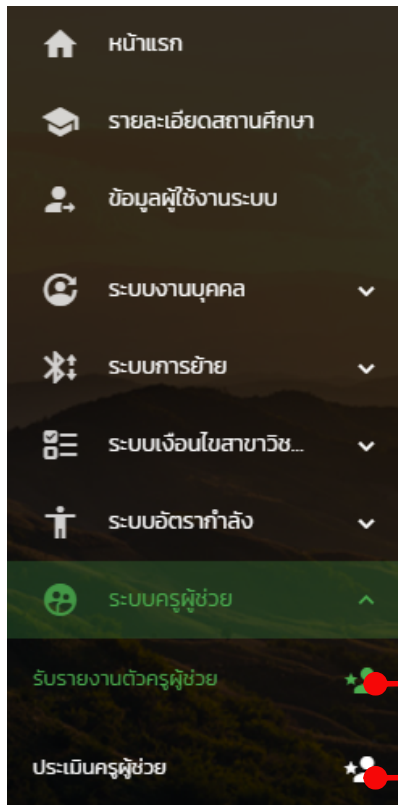 หน้าแรก
รายละเอียดสถานศึกษา
ข้อมูลผู้ใช้งานระบบ
ระบบงานบุคคล
ระบบการย้าย
ระบบเงือนไขสาขาวิช...
ระบบอัตรากำลัง
ระบบครูผู้ช่วย
รับรายงานตัวครูผู้ช่วย
ประเมินครูผู้ช่วย